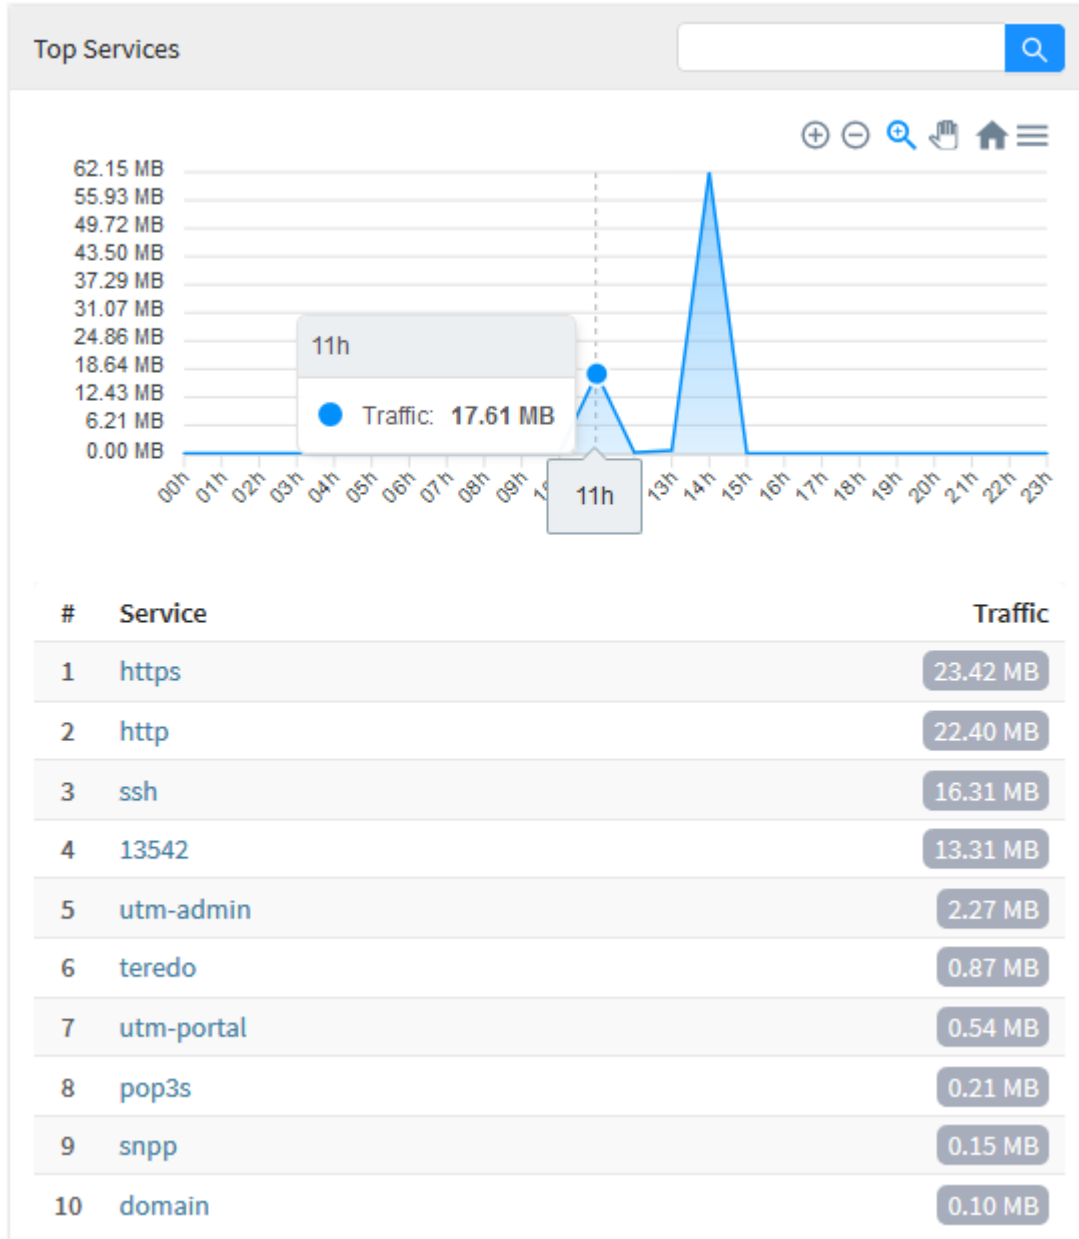 Top Services
62.15 MB
55.93 MB
49.72 MB
43.50 MB
37.29 MB
31.07 MB
24.86 MB
18.64 MB
12.43 MB
6.21 MB
0.00 MB
11h
Traffic: 17.61 MB
00h 01h 02h 03h 04h 05h 06h 07h 08h 09h 11h 13h 14h 15h 16h 17h 18h 19h 20h 21h 22h 23h
# Service Traffic
1 https 23.42 MB
2 http 22.40 MB
3 ssh 16.31 MB
4 13542 13.31 MB
5 utm-admin 2.27 MB
6 teredo 0.87 MB
7 utm-portal 0.54 MB
8 pop3s 0.21 MB
9 snpp 0.15 MB
10 domain 0.10 MB